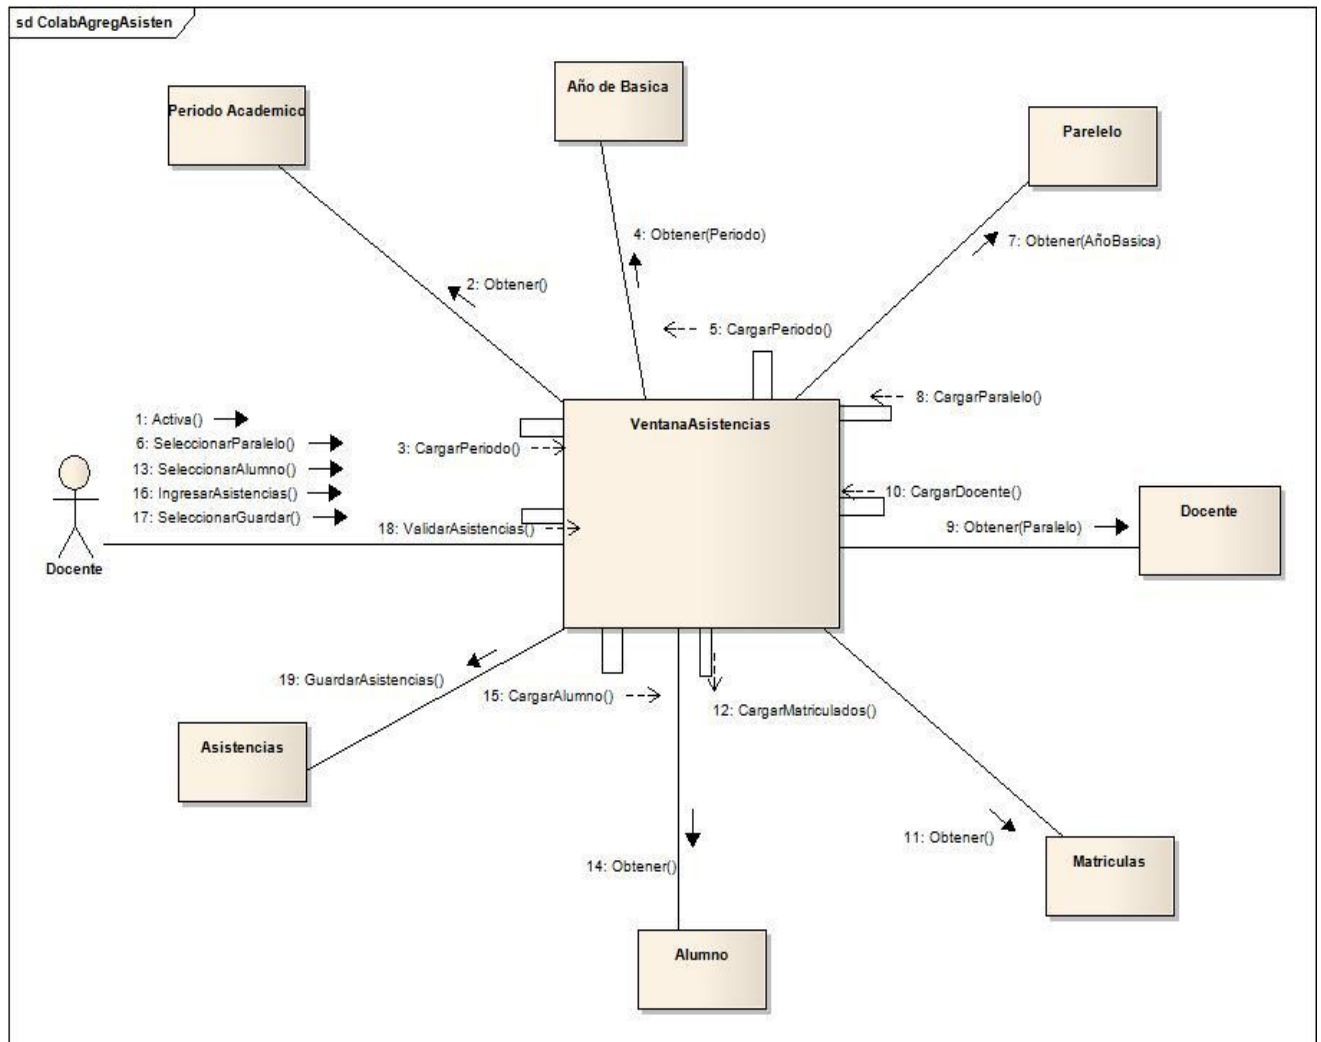 sd ColabAgregAsisten
Periodo Academico
Año de Basica
Parelelo
4: Obtener(Periodo)
7: Obtener(AñoBasica)
2: Obtener()
5: CargarPeriodo()
8: CargarParalelo()
1: Activa()
6: SeleccionarParalelo()
13: SeleccionarAlumno()
16: IngresarAsistencias()
17: SeleccionarGuardar()
VentanaAsistencias
3: CargarPeriodo()
18: ValidarAsistencias()
10: CargarDocente()
9: Obtener(Paralelo)
Docente
Docente
19: GuardarAsistencias()
15: CargarAlumno()
12: CargarMatriculados()
Asistencias
14: Obtener()
11: Obtener()
Matriculas
Alumno